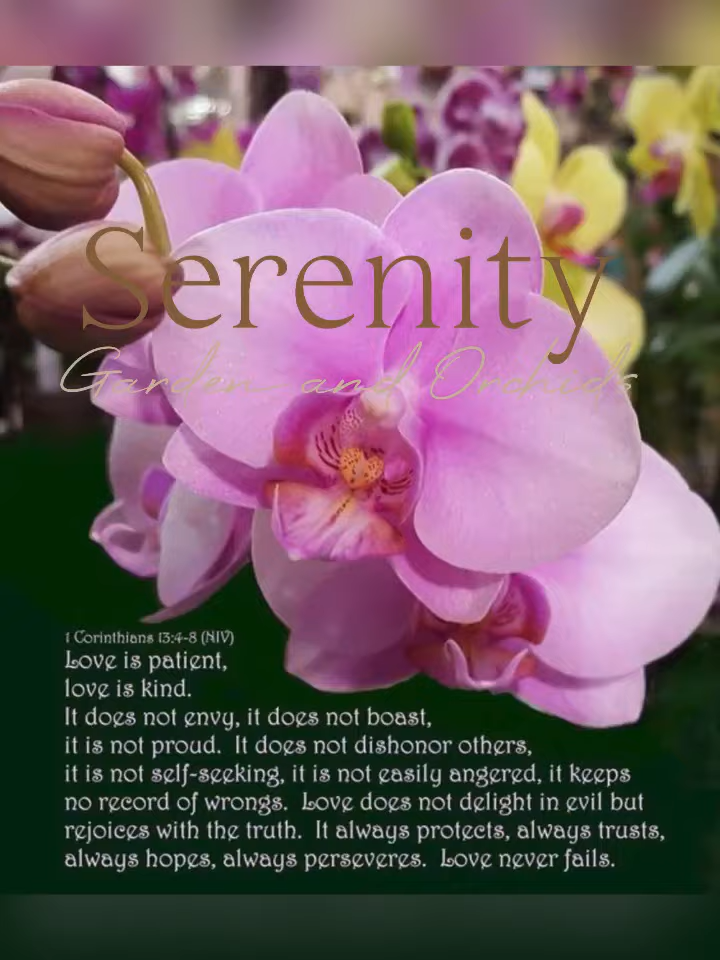 Serenity
Garden and Orchids
1 Corinthians 13:4-8 (NIV)
Love is patient,
love is kind.
It does not envy, it does not boast,
it is not proud.  It does not dishonor others,
it is not self-seeking, it is not easily angered, it keeps
no record of wrongs.  Love does not delight in evil but
rejoices with the truth.  It always protects, always trusts,
always hopes, always perseveres.  Love never fails.